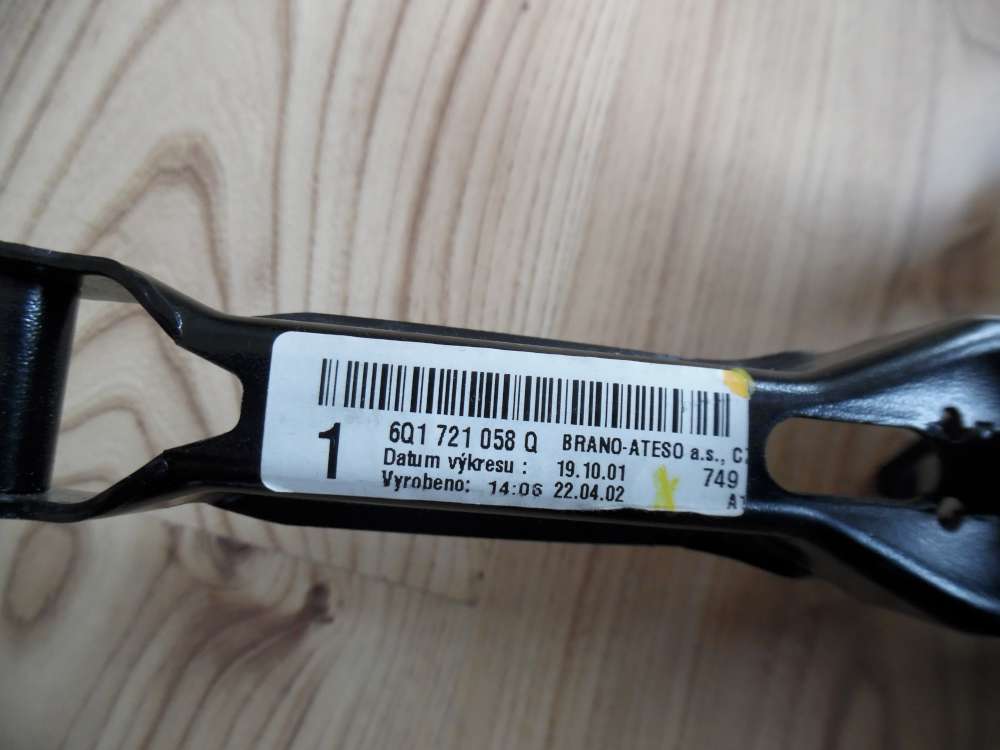 1
6Q1 721 058 Q BRANO-ATESO a.s.,
Datum výkresu : 19.10.01 749
Vyrobeno: 14:06 22.04.02